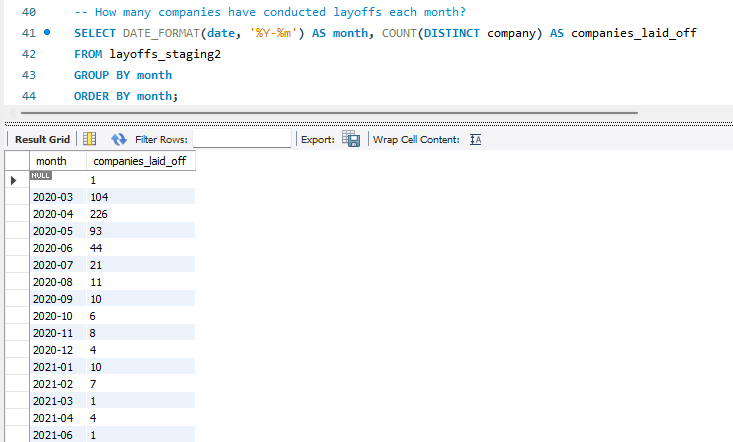 40 -- How many companies have conducted layoffs each month?
41 SELECT DATE_FORMAT(date, '%Y-%m') AS month, COUNT(DISTINCT company) AS companies_laid_off
42 FROM layoffs_staging2
43 GROUP BY month
44 ORDER BY month;
Result Grid Filter Rows: Export: Wrap Cell Content: IA
month companies_laid_off
NULL 1
2020-03 104
2020-04 226
2020-05 93
2020-06 44
2020-07 21
2020-08 11
2020-09 10
2020-10 6
2020-11 8
2020-12 4
2021-01 10
2021-02 7
2021-03 1
2021-04 4
2021-06 1